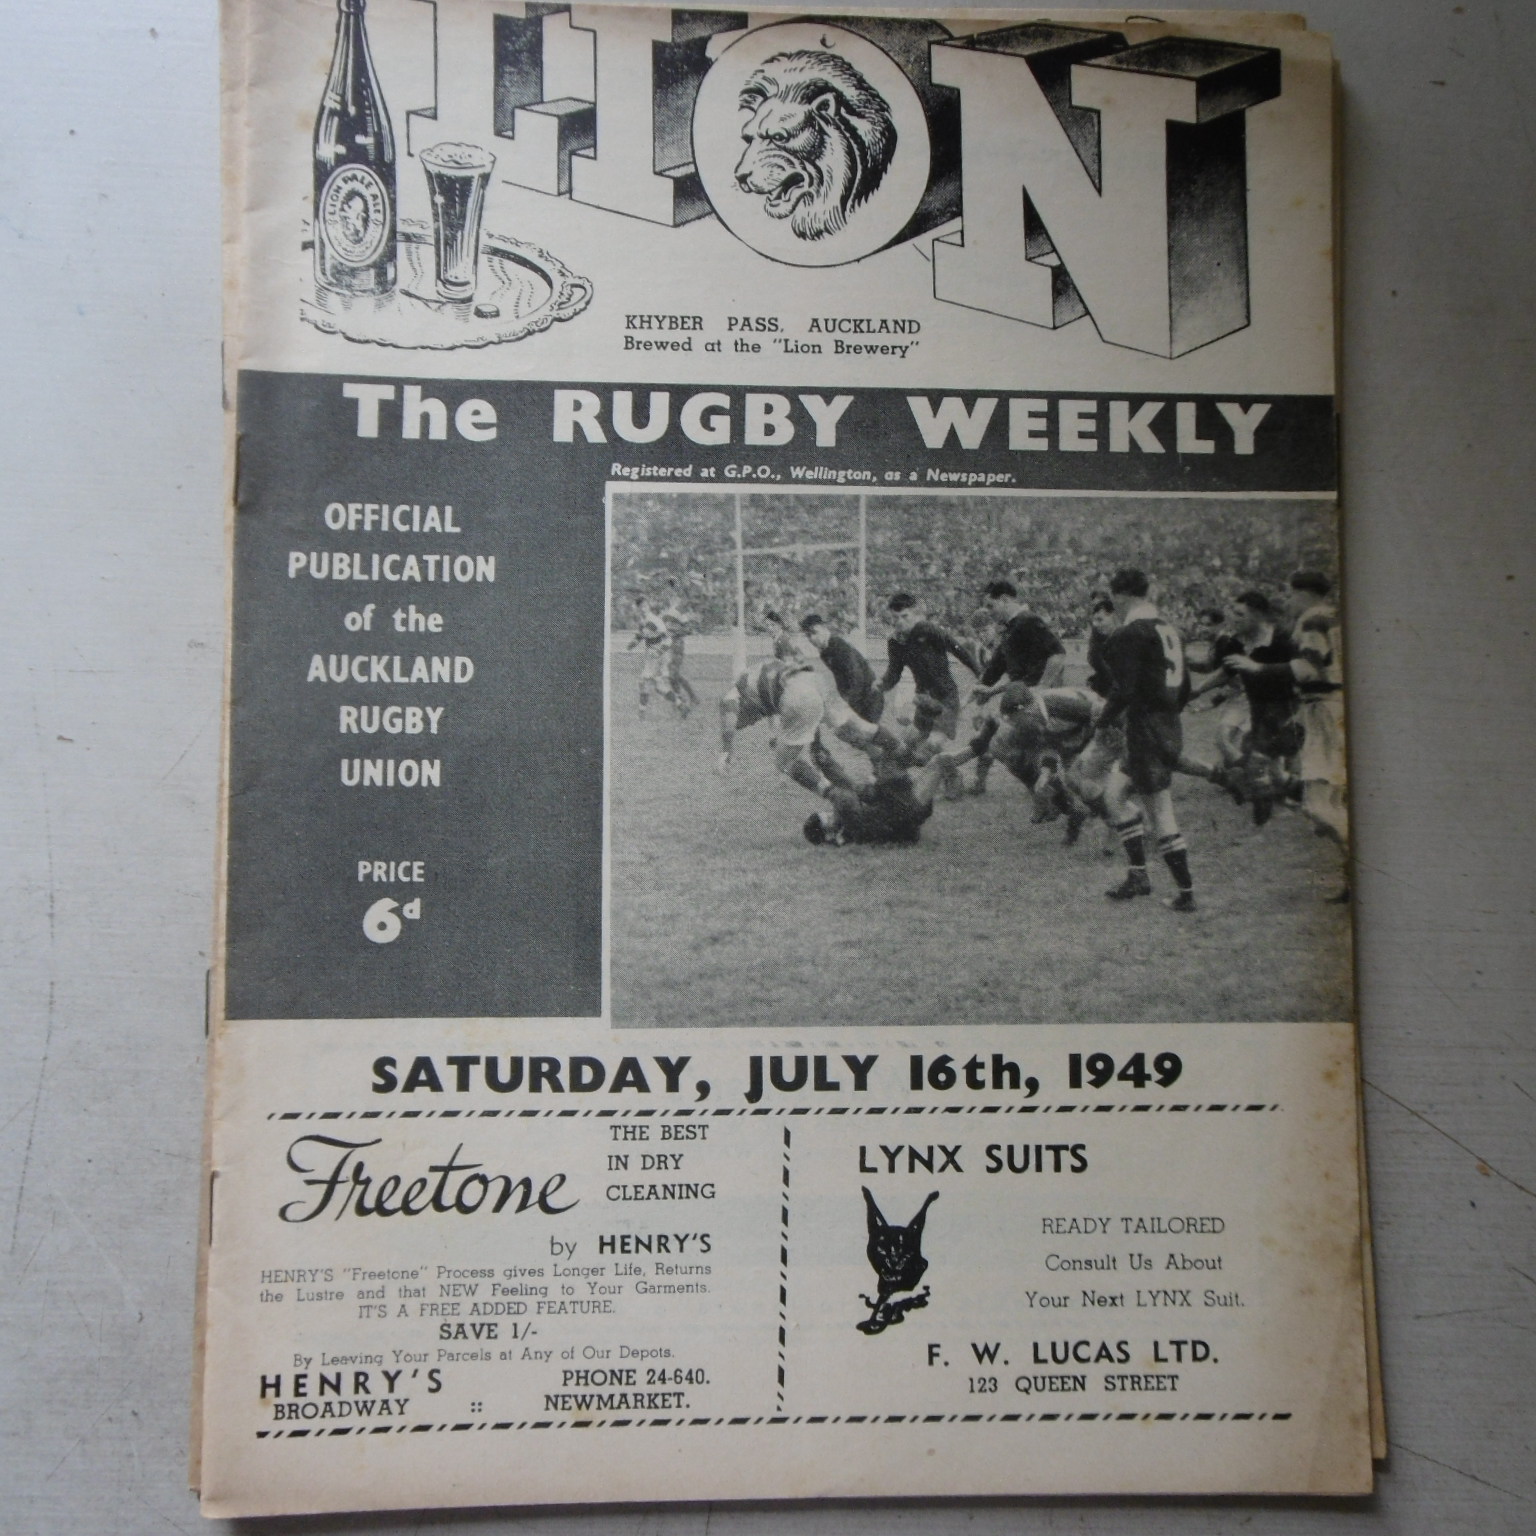 LION
LION PALE ALE
KHYBER PASS, AUCKLAND
Brewed at the "Lion Brewery"
The RUGBY WEEKLY
Registered at G.P.O., Wellington, as a Newspaper.
OFFICIAL
PUBLICATION
of the
AUCKLAND
RUGBY
UNION
PRICE
6d
9
SATURDAY, JULY 16th, 1949
Freetone
THE BEST
IN DRY
CLEANING
by HENRY'S
HENRY'S "Freetone" Process gives Longer Life, Returns
the Lustre and that NEW Feeling to Your Garments.
IT'S A FREE ADDED FEATURE.
SAVE 1/-
By Leaving Your Parcels at Any of Our Depots.
HENRY'S PHONE 24-640.
BROADWAY :: NEWMARKET.
LYNX SUITS
READY TAILORED
Consult Us About
Your Next LYNX Suit.
F. W. LUCAS LTD.
123 QUEEN STREET